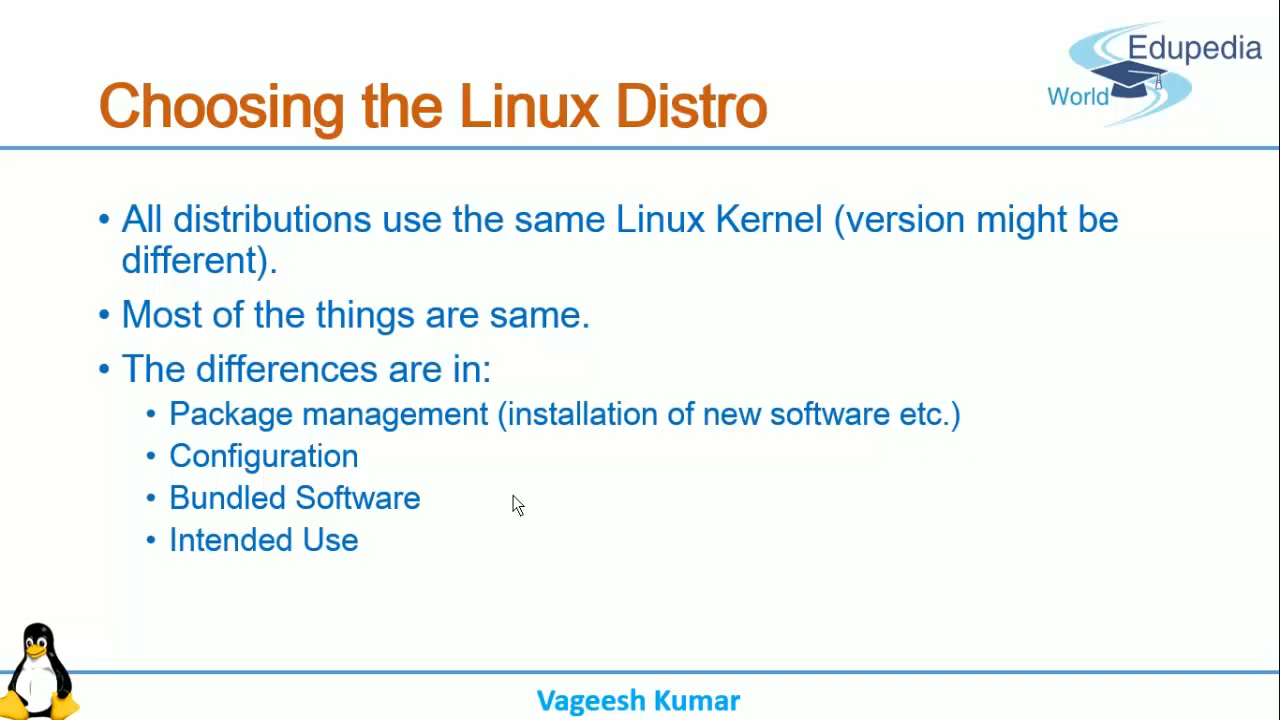 Edupedia
World
Choosing the Linux Distro
• All distributions use the same Linux Kernel (version might be
different).
• Most of the things are same.
• The differences are in:
• Package management (installation of new software etc.)
• Configuration
• Bundled Software
• Intended Use
Vageesh Kumar